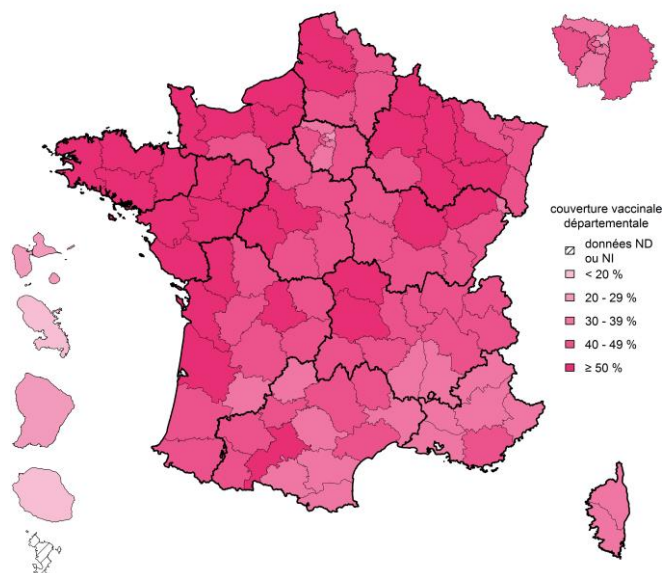 couverture vaccinale
départementale
données ND
ou NI
< 20 %
20 - 29 %
30 - 39 %
40 - 49 %
≥ 50 %